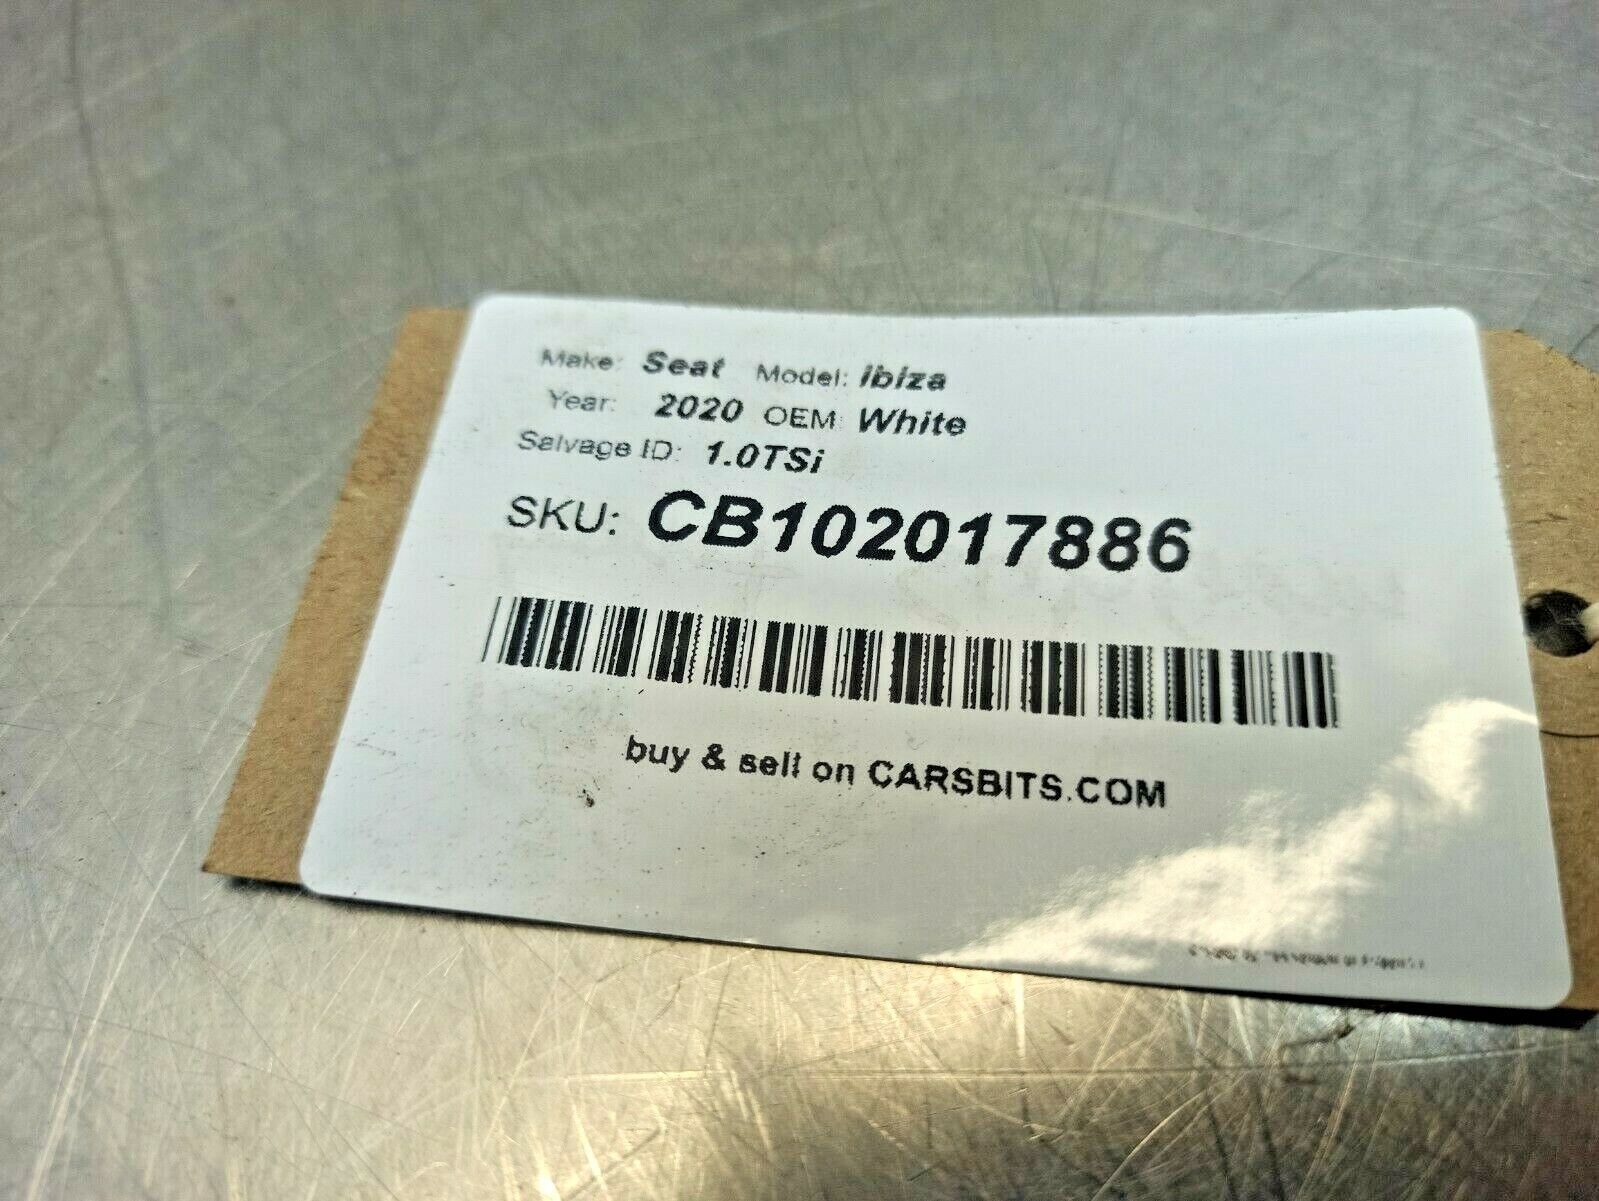 Make: Seat Model: Ibiza
Year: 2020 OEM: White
Salvage ID: 1.0TSi
SKU: CB102017886
buy & sell on CARSBITS.COM